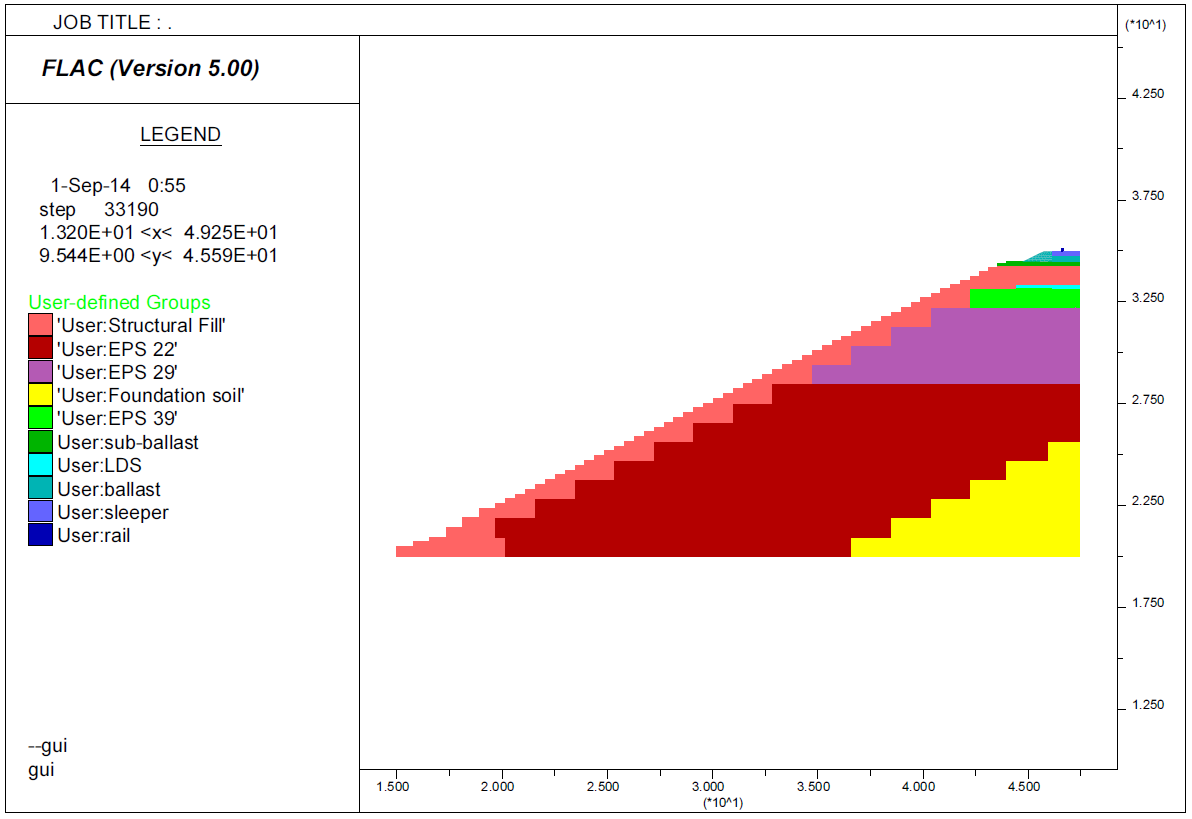 JOB TITLE : .
(*10^1)
FLAC (Version 5.00)
LEGEND
1-Sep-14 0:55
step 33190
1.320E+01 <x< 4.925E+01
9.544E+00 <y< 4.559E+01
User-defined Groups
'User:Structural Fill'
'User:EPS 22'
'User:EPS 29'
'User:Foundation soil'
'User:EPS 39'
User:sub-ballast
User:LDS
User:ballast
User:sleeper
User:rail
--gui
gui
4.250
3.750
3.250
2.750
2.250
1.750
1.250
1.500 2.000 2.500 3.000 3.500 4.000 4.500
(*10^1)